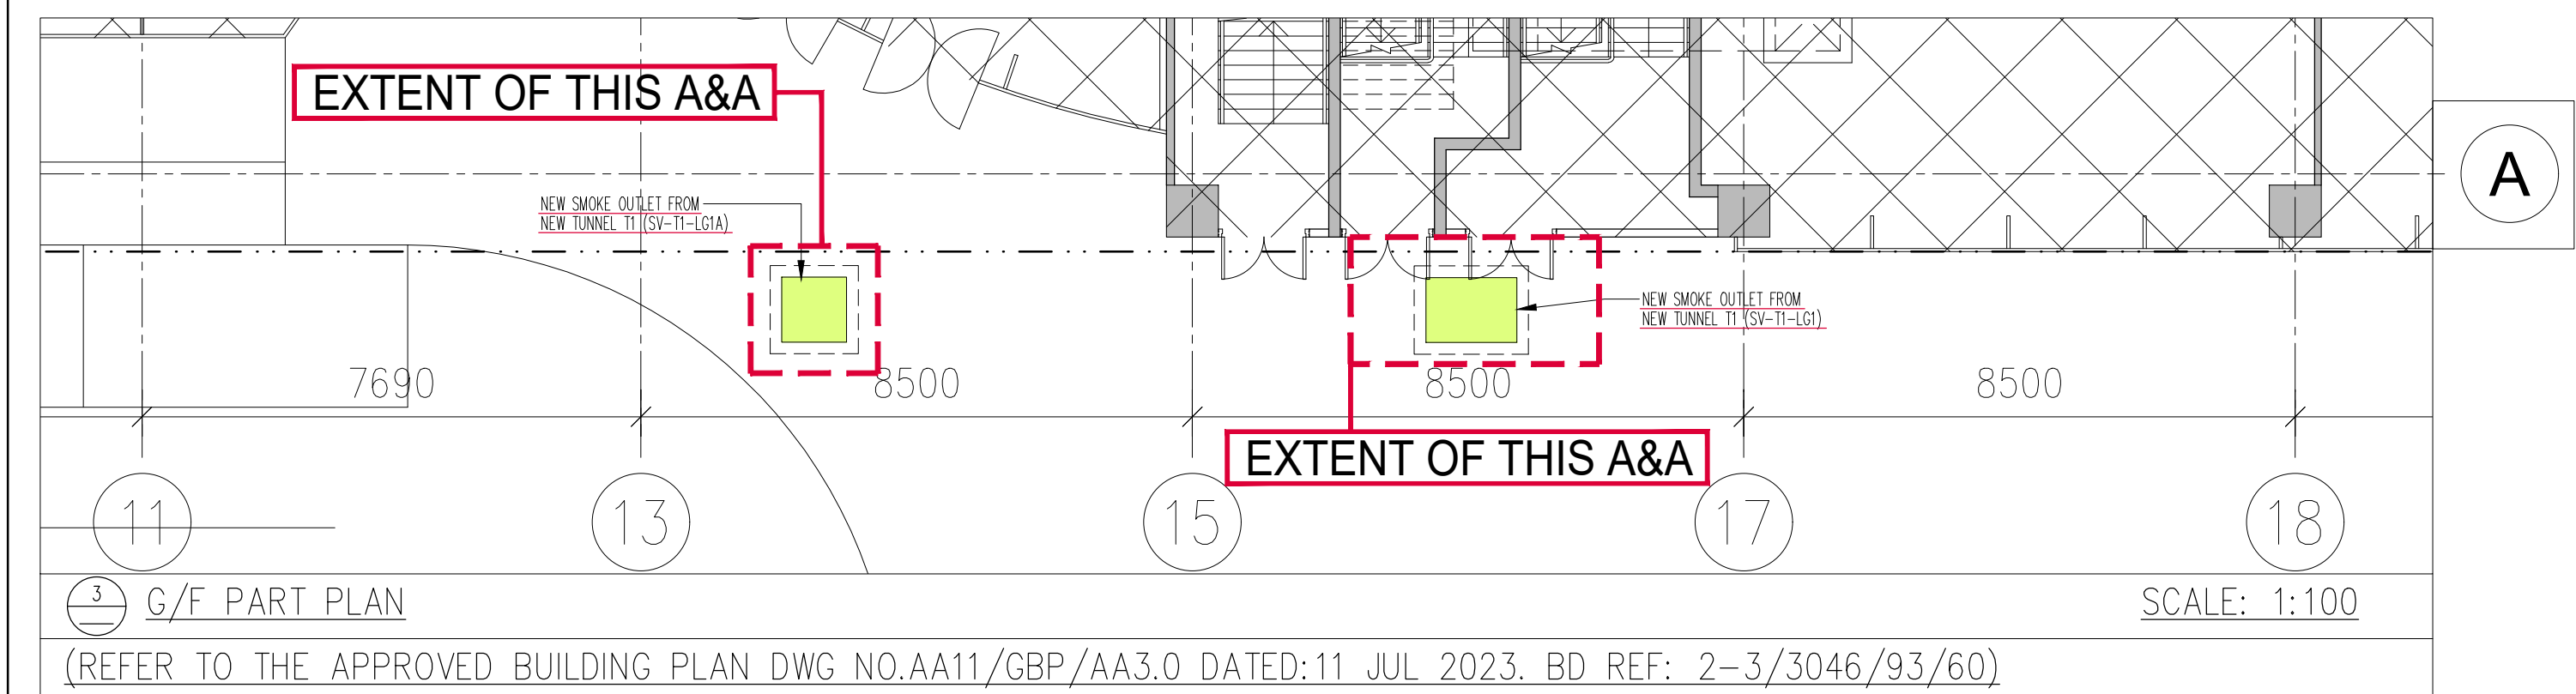 EXTENT OF THIS A&A
A
NEW SMOKE OUTLET FROM
NEW TUNNEL T1 (SV-T1-LG1A)
NEW SMOKE OUTLET FROM
NEW TUNNEL T1 (SV-T1-LG1)
7690
8500
8500
8500
EXTENT OF THIS A&A
11
13
15
17
18
3
G/F PART PLAN
SCALE: 1:100
(REFER TO THE APPROVED BUILDING PLAN DWG NO.AA11/GBP/AA3.0 DATED:11 JUL 2023. BD REF: 2-3/3046/93/60)